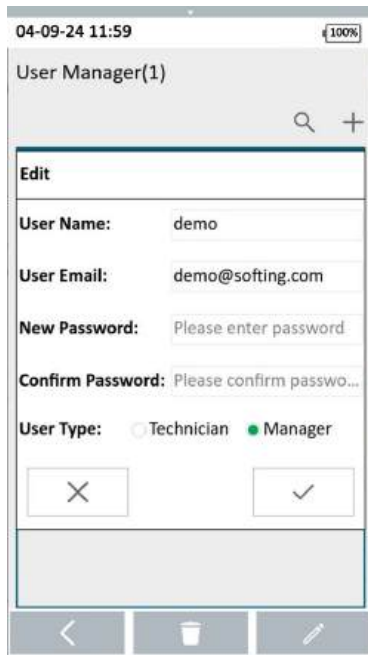 04-09-24 11:59 100%
User Manager(1)
Edit
User Name: demo
User Email: demo@softing.com
New Password: Please enter password
Confirm Password: Please confirm passwo...
User Type: Technician Manager